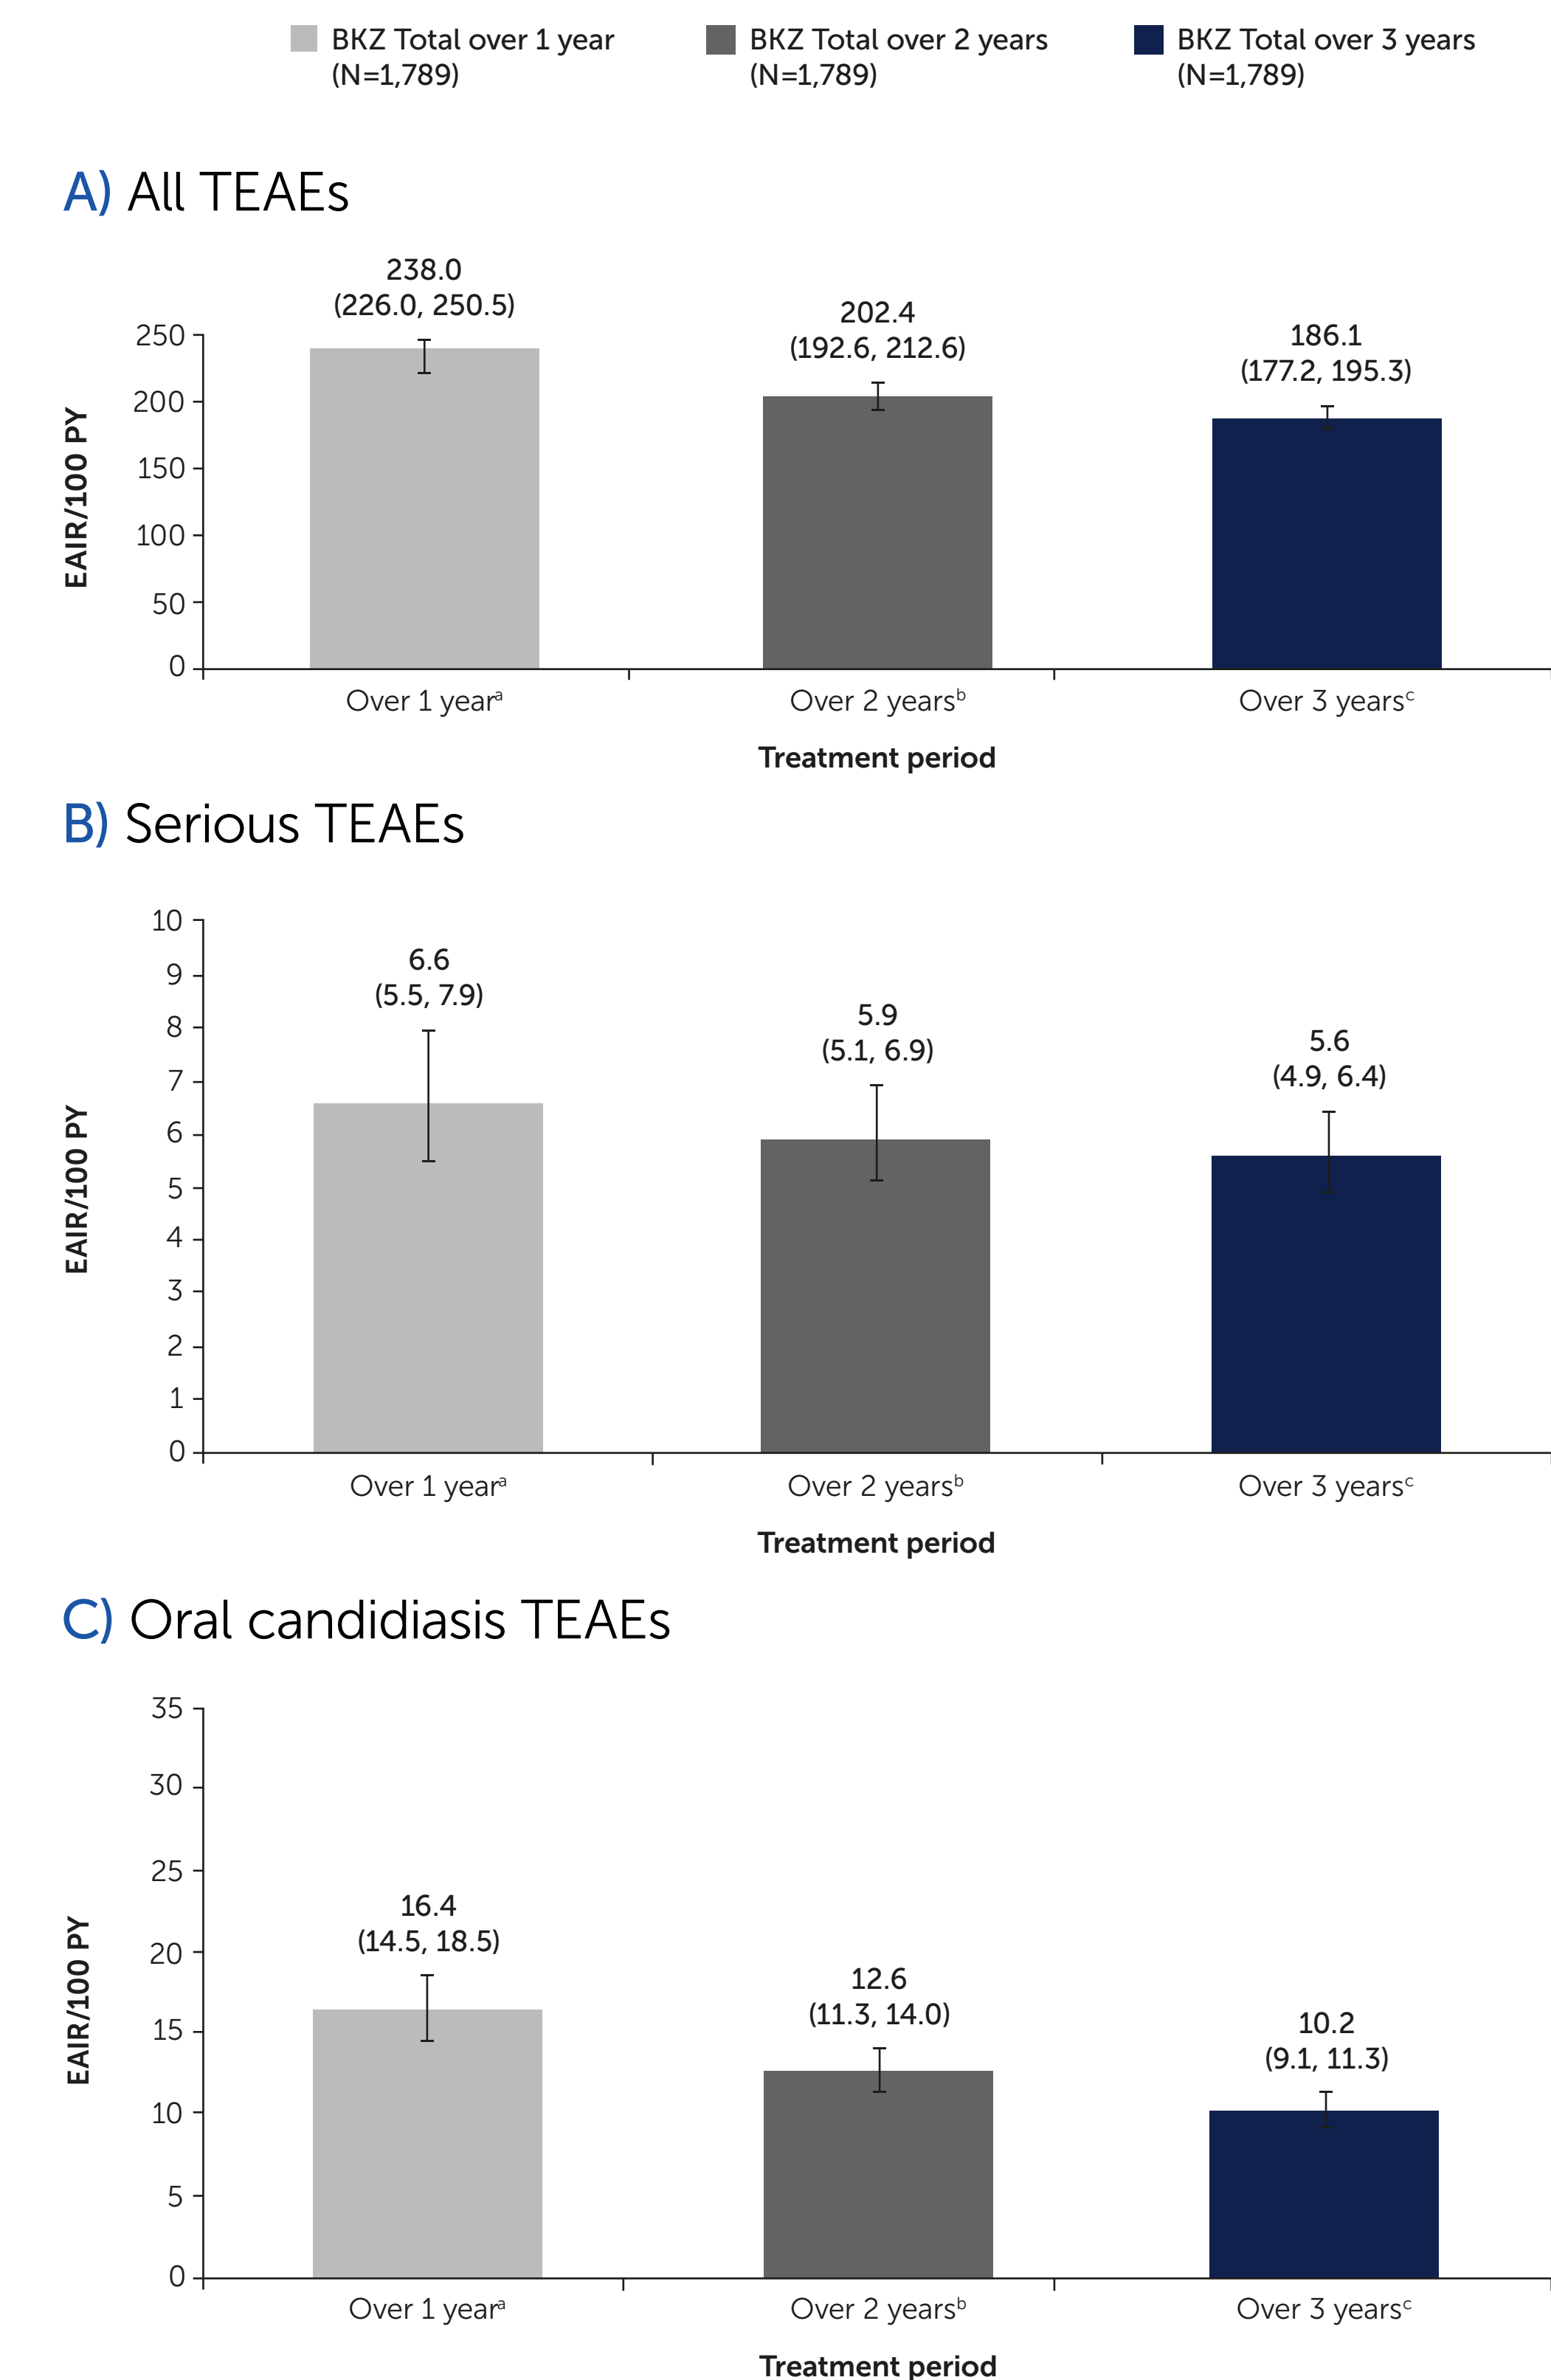 BKZ Total over 1 year
(N=1,789)
BKZ Total over 2 years
(N=1,789)
BKZ Total over 3 years
(N=1,789)
A) All TEAEs
238.0
(226.0, 250.5)
202.4
(192.6, 212.6)
186.1
(177.2, 195.3)
EAIR/100 PY
250
200
150
100
50
0
Over 1 yearᵃ
Over 2 yearsᵇ
Over 3 yearsᶜ
Treatment period
B) Serious TEAEs
6.6
(5.5, 7.9)
5.9
(5.1, 6.9)
5.6
(4.9, 6.4)
EAIR/100 PY
10
9
8
7
6
5
4
3
2
1
0
Over 1 yearᵃ
Over 2 yearsᵇ
Over 3 yearsᶜ
Treatment period
C) Oral candidiasis TEAEs
16.4
(14.5, 18.5)
12.6
(11.3, 14.0)
10.2
(9.1, 11.3)
EAIR/100 PY
35
30
25
20
15
10
5
0
Over 1 yearᵃ
Over 2 yearsᵇ
Over 3 yearsᶜ
Treatment period